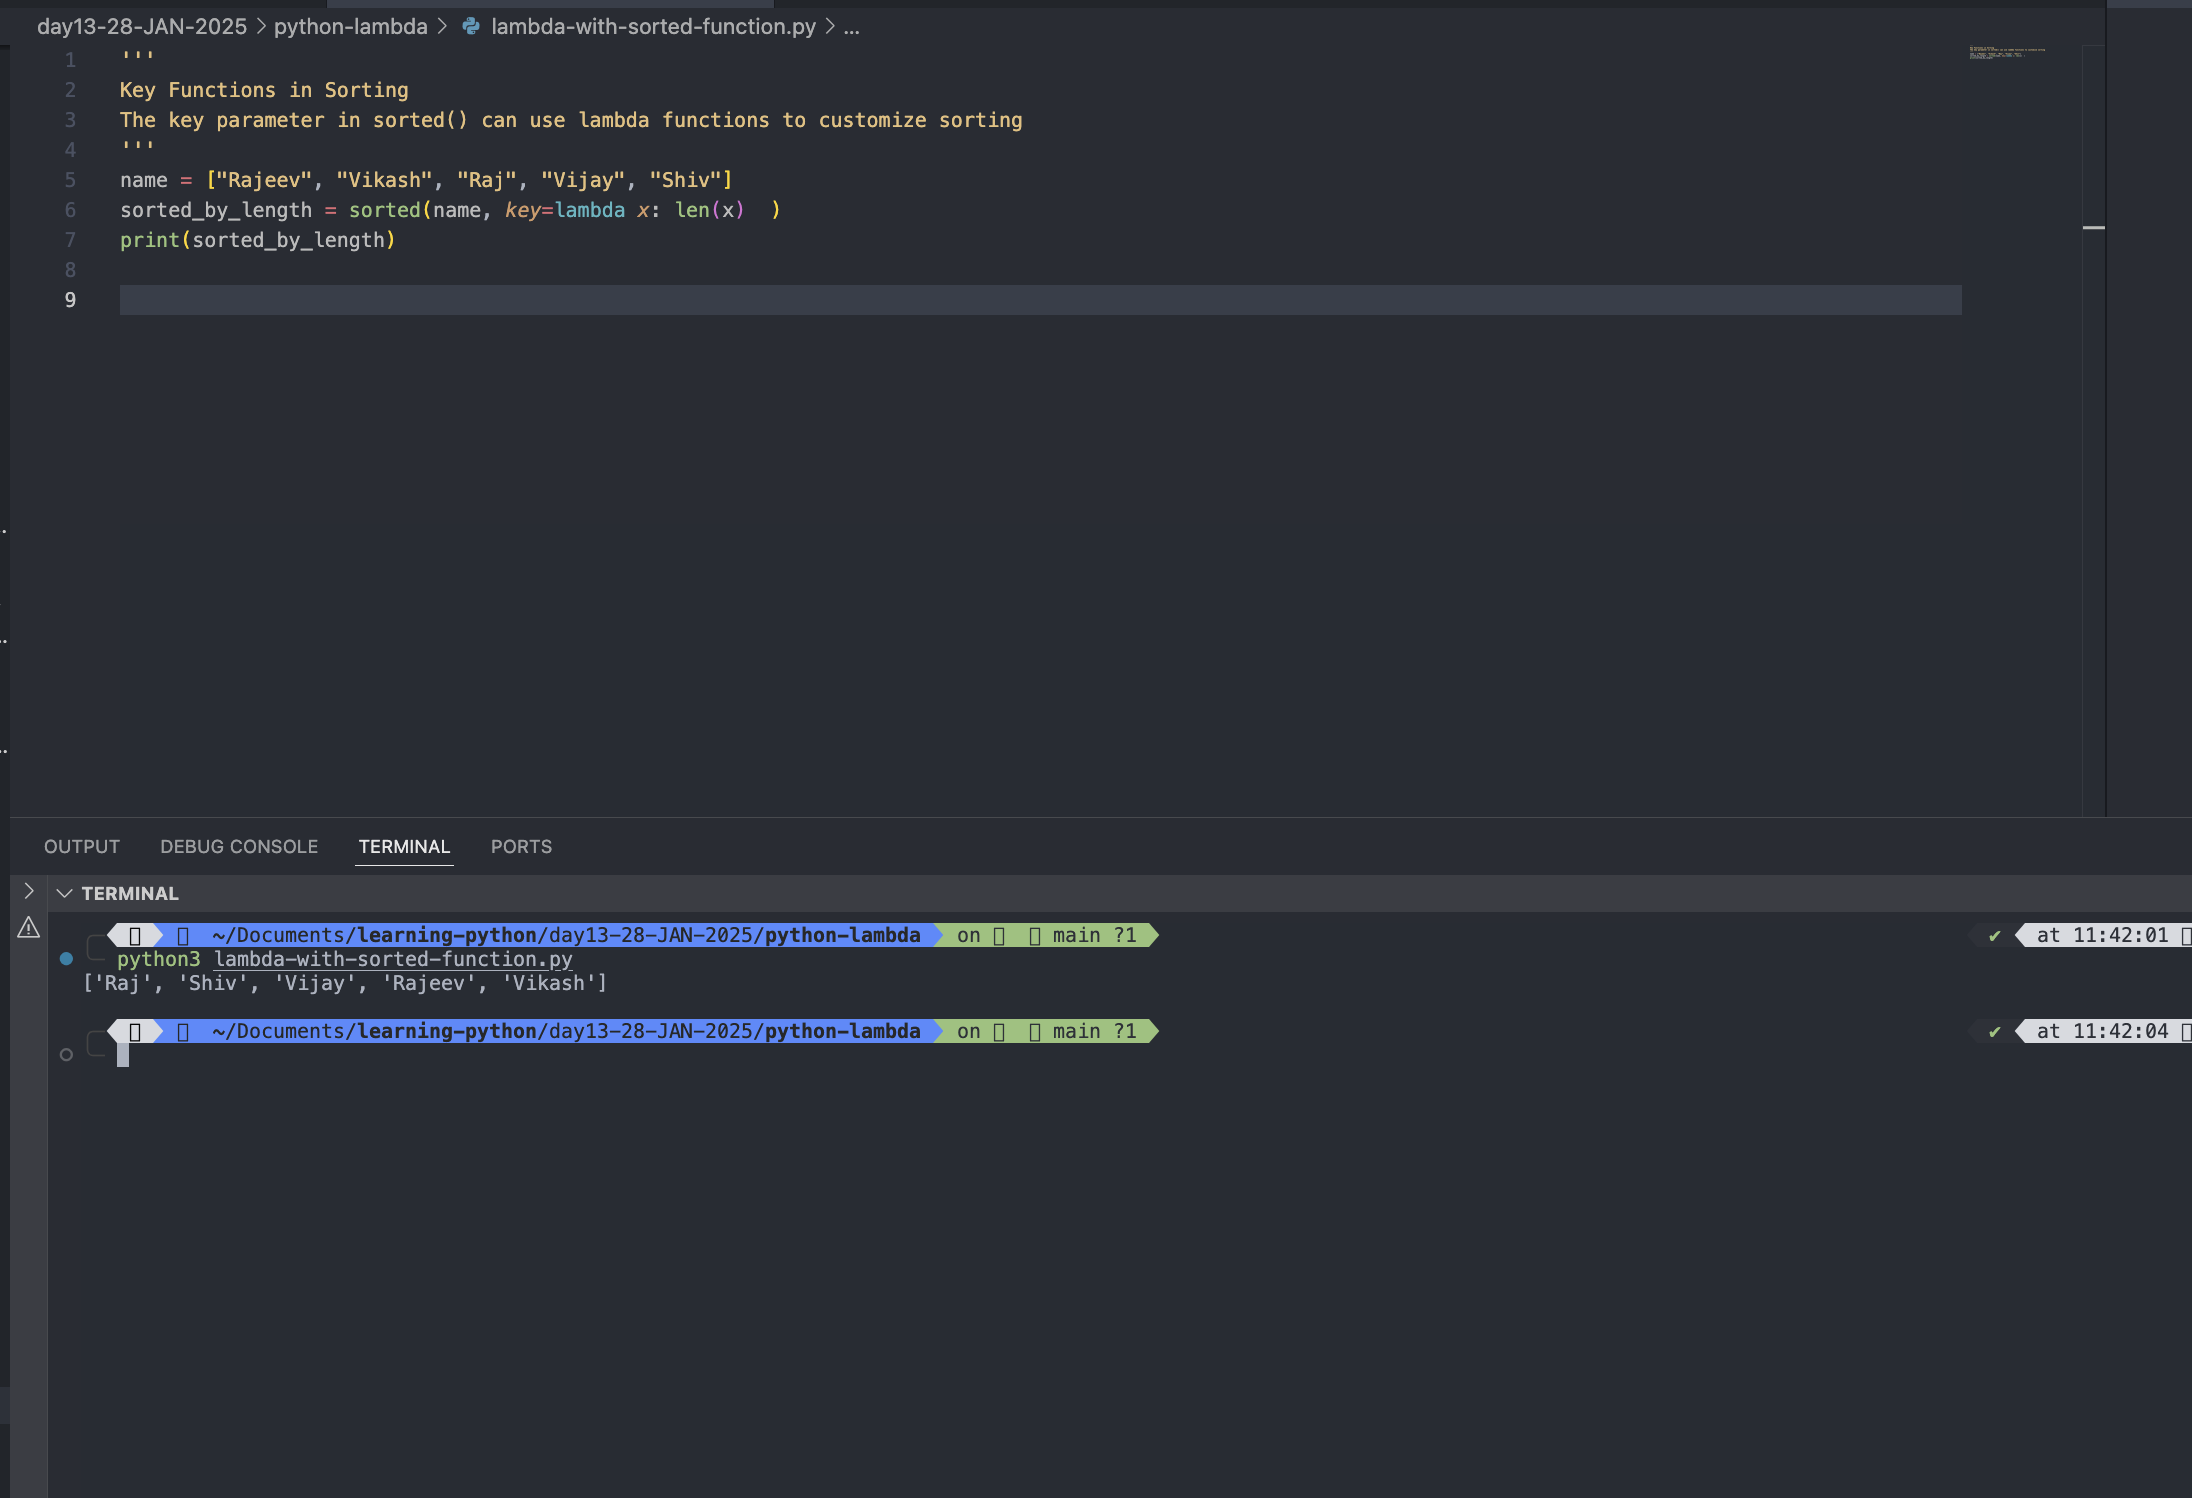 day13-28-JAN-2025 > python-lambda > lambda-with-sorted-function.py > ...
1 '''
2 Key Functions in Sorting
3 The key parameter in sorted() can use lambda functions to customize sorting
4 '''
5 name = ["Rajeev", "Vikash", "Raj", "Vijay", "Shiv"]
6 sorted_by_length = sorted(name, key=lambda x: len(x)  )
7 print(sorted_by_length)
8
9
OUTPUT DEBUG CONSOLE TERMINAL PORTS
TERMINAL
~/Documents/learning-python/day13-28-JAN-2025/python-lambda on main ?1 ✔ at 11:42:01
python3 lambda-with-sorted-function.py
['Raj', 'Shiv', 'Vijay', 'Rajeev', 'Vikash']
~/Documents/learning-python/day13-28-JAN-2025/python-lambda on main ?1 ✔ at 11:42:04